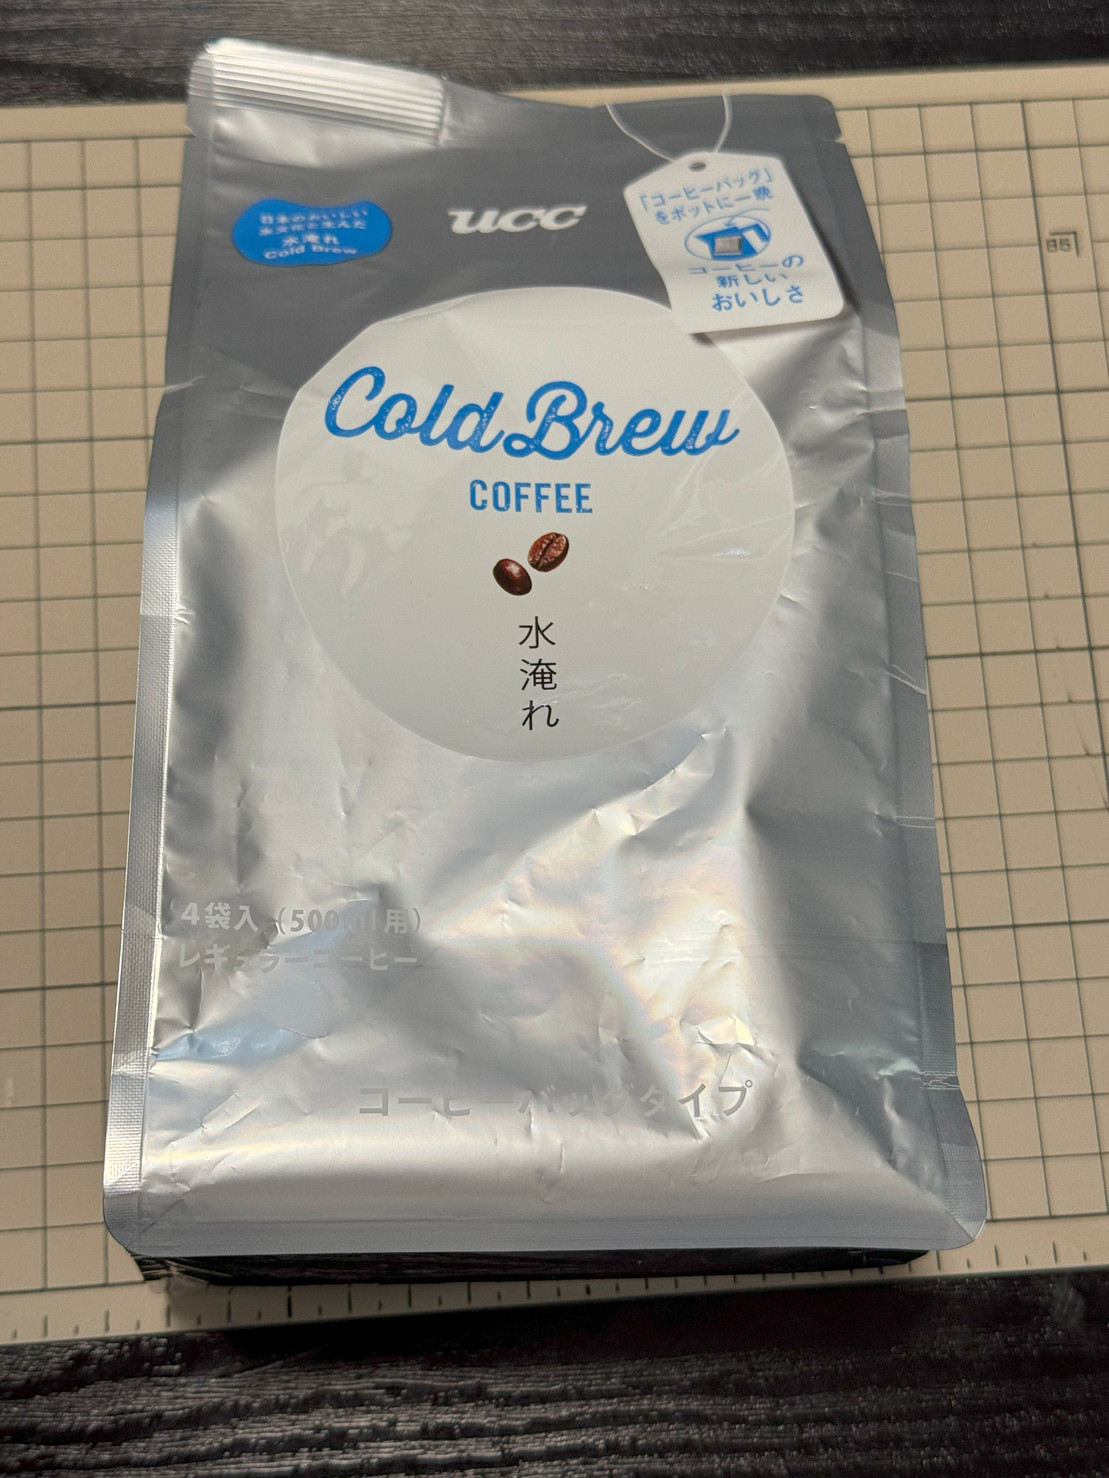 ucc
日本のおいしい
水文化と生んだ
水淹れ
Cold Brew
「コーヒーバッグ」
をポットに一晩
コーヒーの
新しい
おいしさ
Cold Brew
COFFEE
水
淹
れ
4袋入（500ml用）
レギュラーコーヒー
コーヒーバッグタイプ